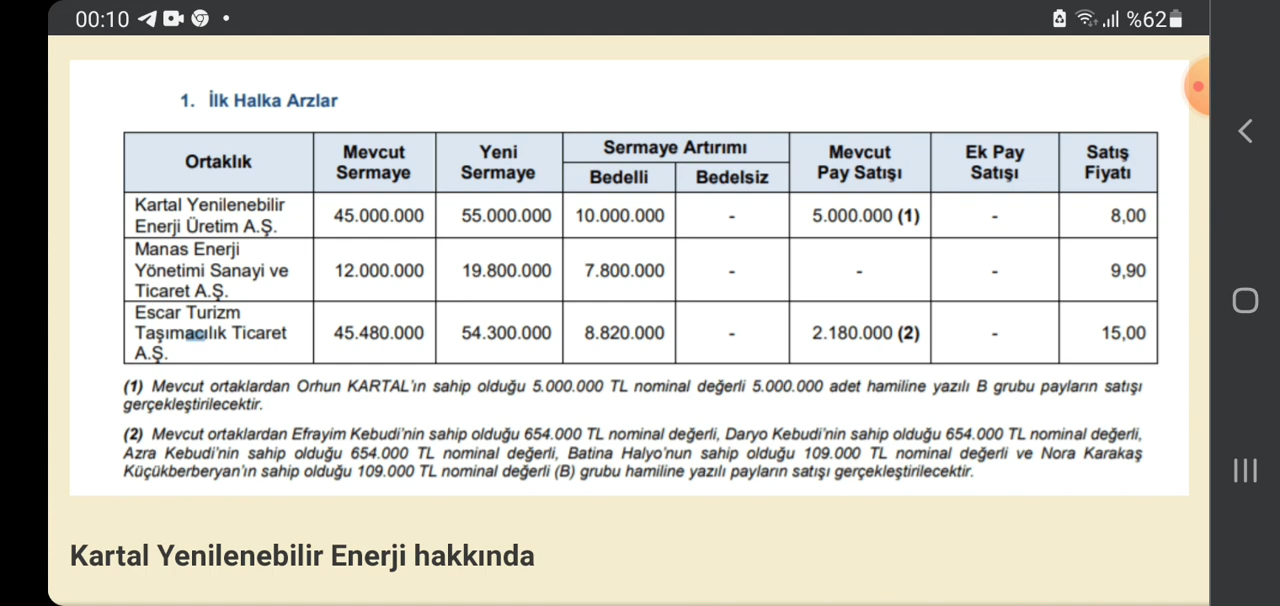 00:10
%62
1. İlk Halka Arzlar
Ortaklık
Mevcut Sermaye
Yeni Sermaye
Sermaye Artırımı
Bedelli
Bedelsiz
Mevcut Pay Satışı
Ek Pay Satışı
Satış Fiyatı
Kartal Yenilenebilir
Enerji Üretim A.Ş.
45.000.000 55.000.000 10.000.000 - 5.000.000 (1) - 8,00
Manas Enerji
Yönetimi Sanayi ve
Ticaret A.Ş.
12.000.000 19.800.000 7.800.000 - - - 9,90
Escar Turizm
Taşımacılık Ticaret
A.Ş.
45.480.000 54.300.000 8.820.000 - 2.180.000 (2) - 15,00
(1) Mevcut ortaklardan Orhun KARTAL'ın sahip olduğu 5.000.000 TL nominal değerli 5.000.000 adet hamiline yazılı B grubu payların satışı
gerçekleştirilecektir.
(2) Mevcut ortaklardan Efrayim Kebudi'nin sahip olduğu 654.000 TL nominal değerli, Daryo Kebudi'nin sahip olduğu 654.000 TL nominal değerli,
Azra Kebudi'nin sahip olduğu 654.000 TL nominal değerli, Batina Halyo'nun sahip olduğu 109.000 TL nominal değerli ve Nora Karakaş
Küçükberberyan'ın sahip olduğu 109.000 TL nominal değerli (B) grubu hamiline yazılı payların satışı gerçekleştirilecektir.
Kartal Yenilenebilir Enerji hakkında